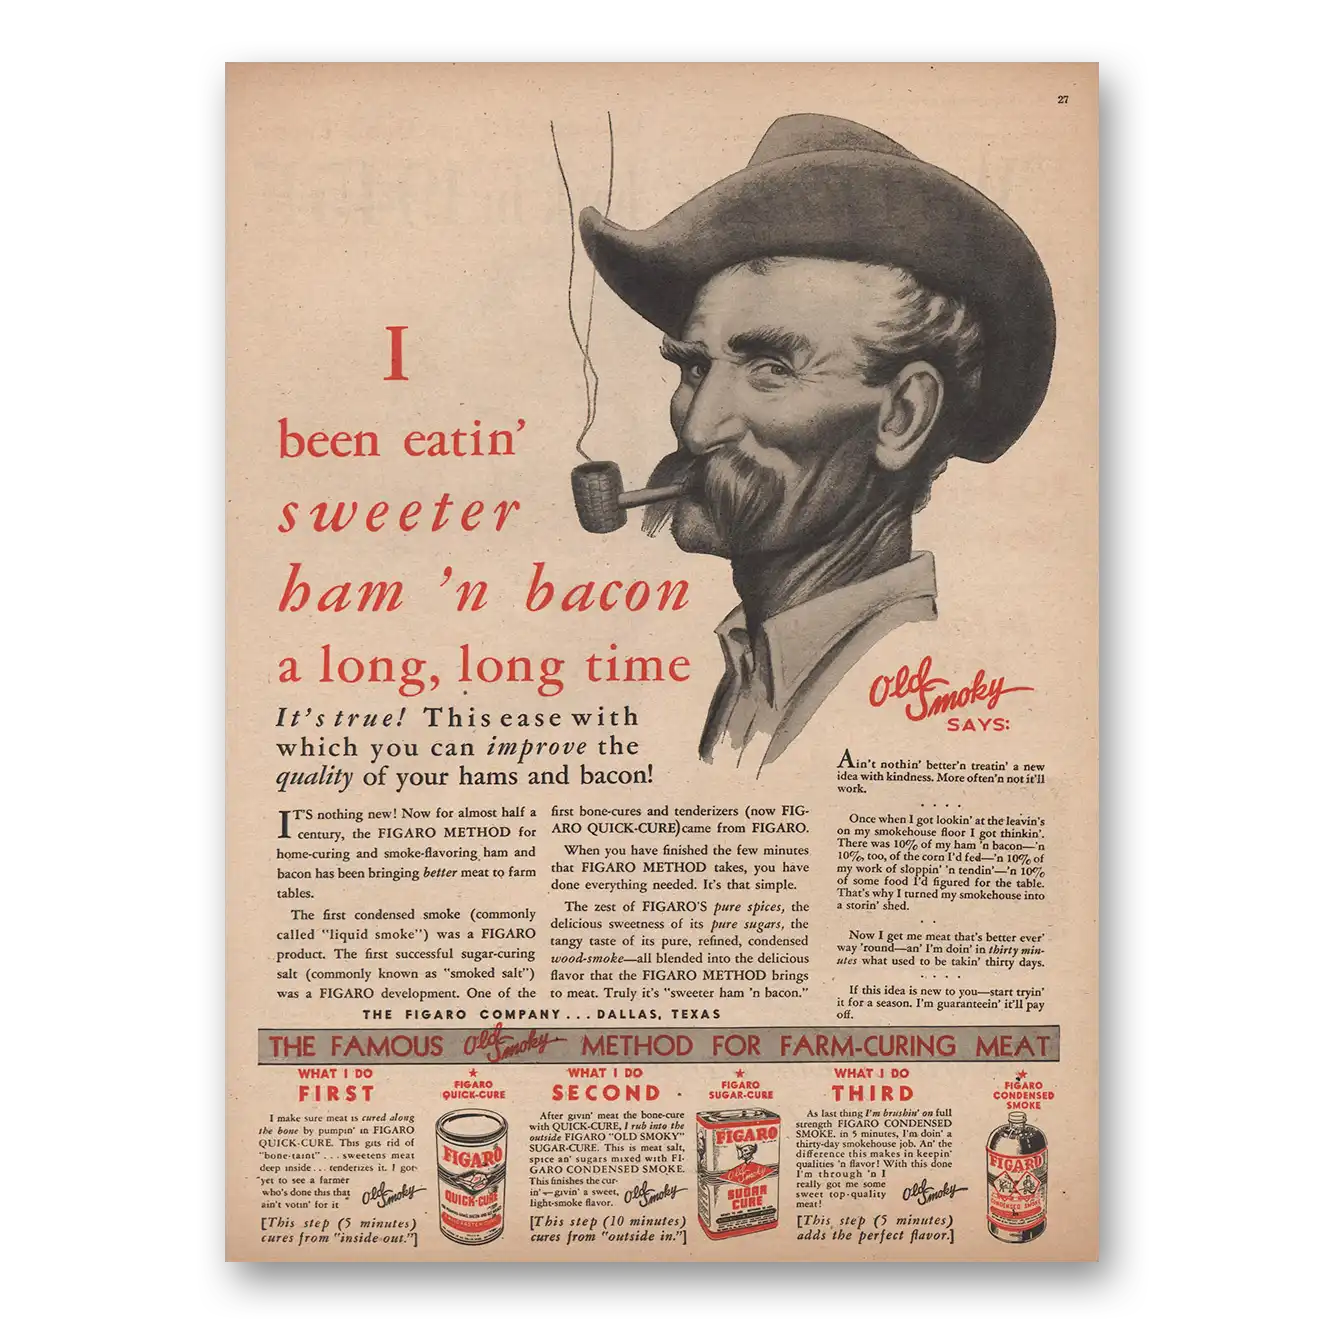 27
I
been eatin'
sweeter
ham 'n bacon
a long, long time
It's true! This ease with
which you can improve the
quality of your hams and bacon!
IT'S nothing new! Now for almost half a
century, the FIGARO METHOD for
home-curing and smoke-flavoring ham and
bacon has been bringing better meat to farm
tables.
The first condensed smoke (commonly
called "liquid smoke") was a FIGARO
product. The first successful sugar-curing
salt (commonly known as "smoked salt")
was a FIGARO development. One of the
first bone-cures and tenderizers (now FIG-
ARO QUICK-CURE) came from FIGARO.
When you have finished the few minutes
that FIGARO METHOD takes, you have
done everything needed. It's that simple.
The zest of FIGARO'S pure spices, the
delicious sweetness of its pure sugars, the
tangy taste of its pure, refined, condensed
wood-smoke—all blended into the delicious
flavor that the FIGARO METHOD brings
to meat. Truly it's "sweeter ham 'n bacon."
THE FIGARO COMPANY . . . DALLAS, TEXAS
Old Smoky
SAYS:
Ain't nothin' better'n treatin' a new
idea with kindness. More often'n not it'll
work.
. . . .
Once when I got lookin' at the leavin's
on my smokehouse floor I got thinkin'.
There was 10% of my ham 'n bacon—'n
10%, too, of the corn I'd fed—'n 10% of
my work of sloppin' 'n tendin'—'n 10%
of some food I'd figured for the table.
That's why I turned my smokehouse into
a storin' shed.
. .
Now I get me meat that's better ever'
way 'round—an' I'm doin' in thirty min-
utes what used to be takin' thirty days.
. . . .
If this idea is new to you—start tryin'
it for a season. I'm guaranteein' it'll pay
off.
THE FAMOUS Old Smoky METHOD FOR FARM-CURING MEAT
WHAT I DO
FIRST
I make sure meat is cured along
the bone by pumpin' in FIGARO
QUICK-CURE. This gits rid of
"bone-taint" . . . sweetens meat
deep inside . . . tenderizes it. I got
yet to see a farmer
who's done this that
ain't votin' for it
Old Smoky
[This step (5 minutes)
cures from "inside out."]
FIGARO
QUICK-CURE
FIGARO
QUICK-CURE
WHAT I DO
SECOND
After givin' meat the bone-cure
with QUICK-CURE, I rub into the
outside FIGARO "OLD SMOKY"
SUGAR-CURE. This is meat salt,
spice an' sugars mixed with FI-
GARO CONDENSED SMOKE.
This finishes the cur-
in'—givin' a sweet,
light-smoke flavor.
Old Smoky
[This step (10 minutes)
cures from "outside in."]
FIGARO
SUGAR-CURE
FIGARO
Old Smoky
SUGAR
CURE
WHAT I DO
THIRD
As last thing I'm brushin' on full
strength FIGARO CONDENSED
SMOKE. in 5 minutes, I'm doin' a
thirty-day smokehouse job. An' the
difference this makes in keepin'
qualities 'n flavor! With this done
I'm through 'n I
really got me some
sweet top-quality
meat!
Old Smoky
[This step (5 minutes)
adds the perfect flavor.]
FIGARO
CONDENSED
SMOKE
FIGARO
CONDENSED SMOKE